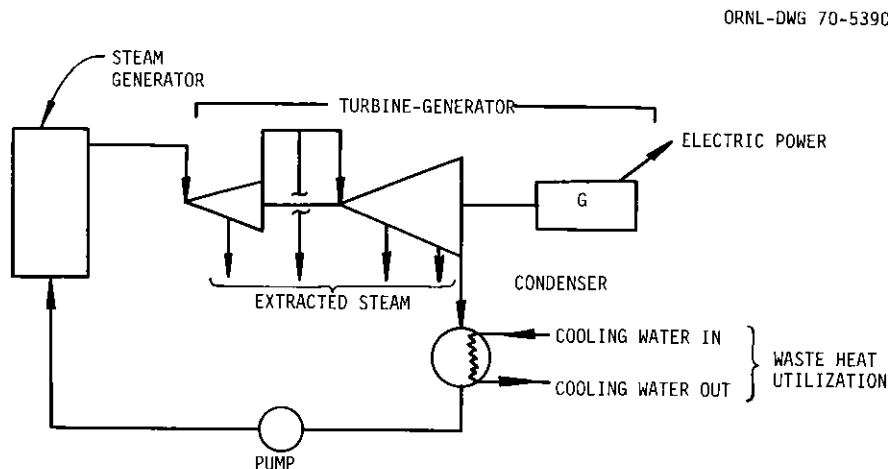 ORNL-DWG 70-539C
STEAM
GENERATOR
TURBINE-GENERATOR
ELECTRIC POWER
G
EXTRACTED STEAM
CONDENSER
COOLING WATER IN
WASTE HEAT
UTILIZATION
COOLING WATER OUT
PUMP